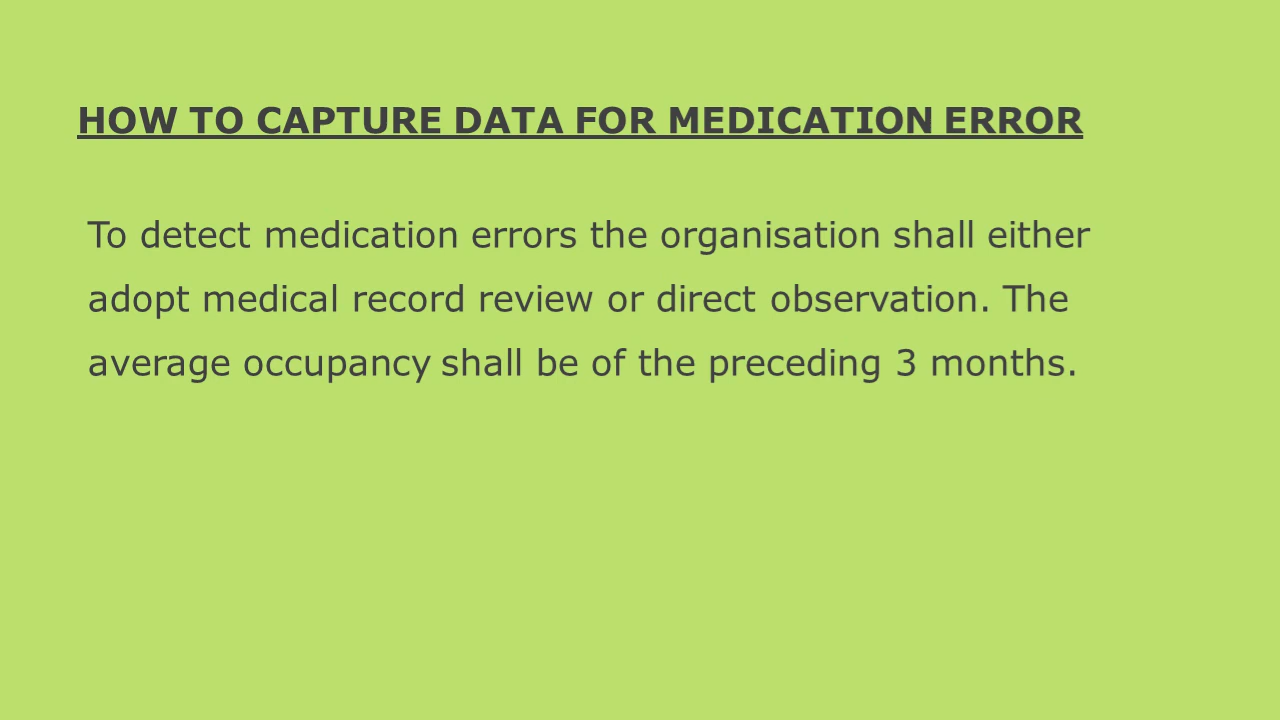 HOW TO CAPTURE DATA FOR MEDICATION ERROR
To detect medication errors the organisation shall either
adopt medical record review or direct observation. The
average occupancy shall be of the preceding 3 months.